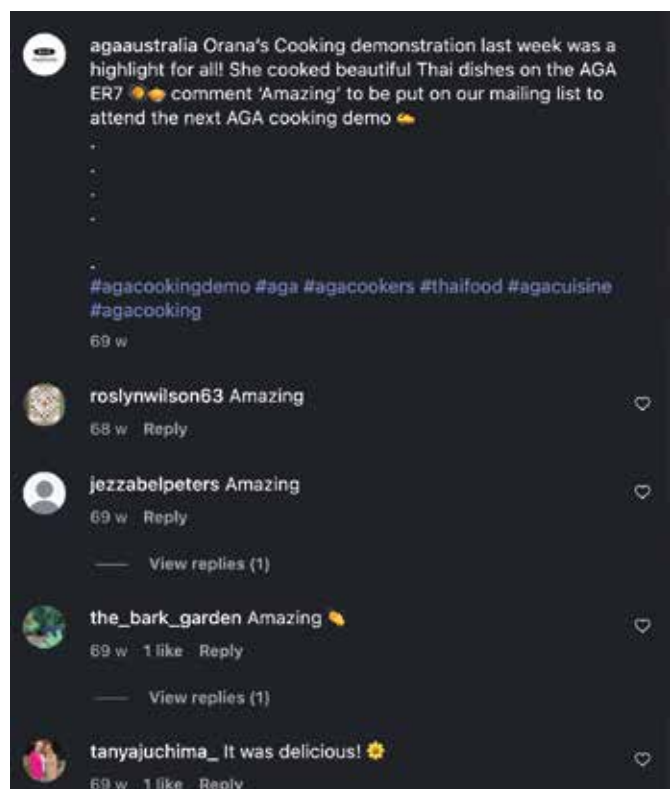 agaaustralia Orana's Cooking demonstration last week was a
highlight for all! She cooked beautiful Thai dishes on the AGA
ER7 🥘🥧 comment 'Amazing' to be put on our mailing list to
attend the next AGA cooking demo 🫔
.
.
.
.
.
#agacookingdemo #aga #agacookers #thaifood #agacuisine
#agacooking
69 w
roslynwilson63 Amazing
68 w Reply
jezzabelpeters Amazing
69 w Reply
View replies (1)
the_bark_garden Amazing 👏
69 w 1 like Reply
View replies (1)
tanyajuchima_ It was delicious! 🌼
69 w 1 like Reply